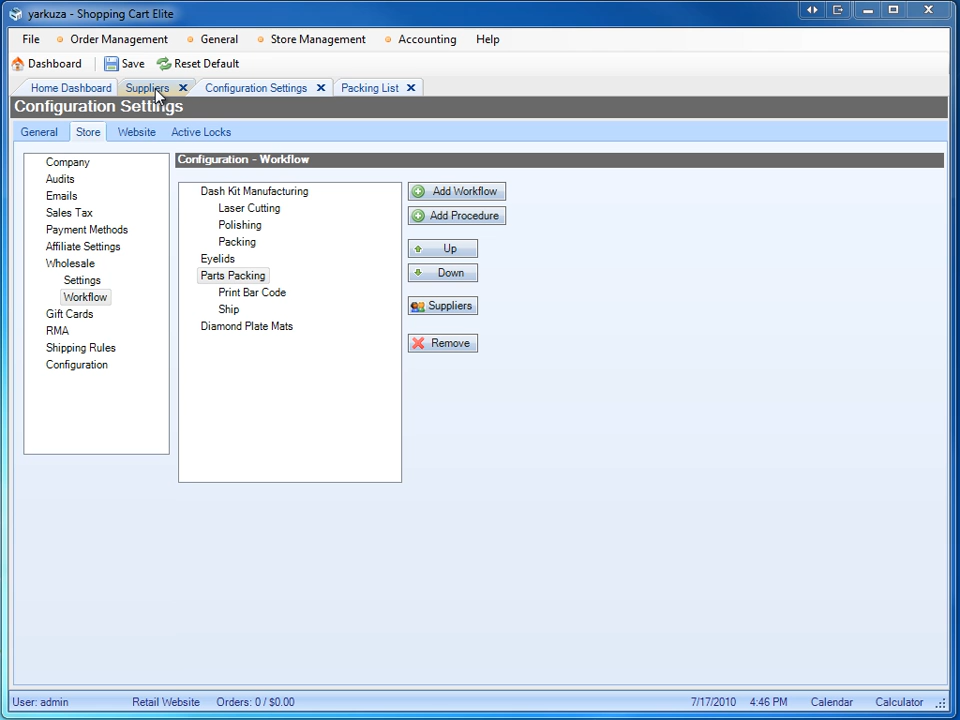 yarkuza - Shopping Cart Elite
File Order Management General Store Management Accounting Help
Dashboard Save Reset Default
Home Dashboard Suppliers Configuration Settings Packing List
Configuration Settings
General Store Website Active Locks
Company
Audits
Emails
Sales Tax
Payment Methods
Affiliate Settings
Wholesale
Settings
Workflow
Gift Cards
RMA
Shipping Rules
Configuration
Configuration - Workflow
Dash Kit Manufacturing
Laser Cutting
Polishing
Packing
Eyelids
Parts Packing
Print Bar Code
Ship
Diamond Plate Mats
Add Workflow
Add Procedure
Up
Down
Suppliers
Remove
User: admin Retail Website Orders: 0 / $0.00 7/17/2010 4:46 PM Calendar Calculator